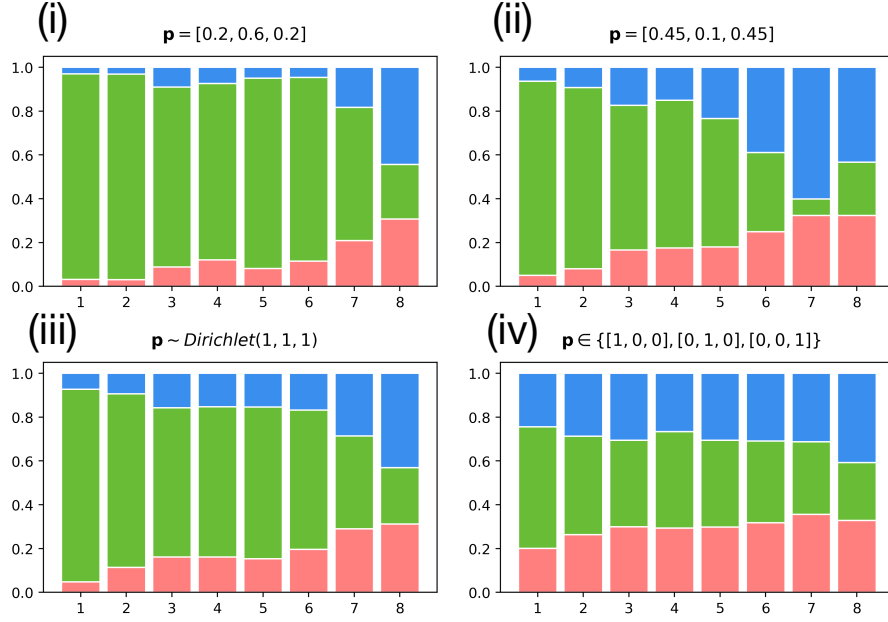 (i)
p = [0.2, 0.6, 0.2]
1.0
0.8
0.6
0.4
0.2
0.0
1 2 3 4 5 6 7 8
(ii)
p = [0.45, 0.1, 0.45]
1.0
0.8
0.6
0.4
0.2
0.0
1 2 3 4 5 6 7 8
(iii)
p ~ Dirichlet(1, 1, 1)
1.0
0.8
0.6
0.4
0.2
0.0
1 2 3 4 5 6 7 8
(iv)
p ∈ {[1, 0, 0], [0, 1, 0], [0, 0, 1]}
1.0
0.8
0.6
0.4
0.2
0.0
1 2 3 4 5 6 7 8